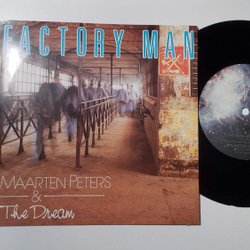 FACTORY MAN
MAARTEN PETERS
&
The Dream